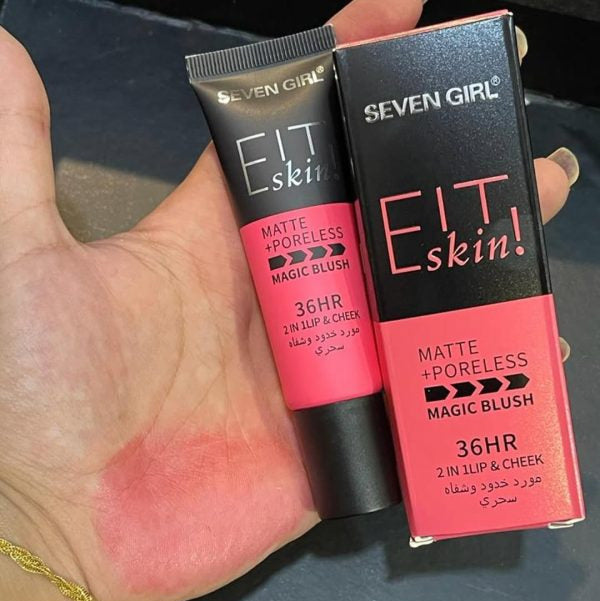 SEVEN GIRL®
EIT
skin!
MATTE
+PORELESS
MAGIC BLUSH
36HR
2 IN 1LIP & CHEEK
مورد خدود وشفاه
سحري
SEVEN GIRL®
EIT
skin!
MATTE
+PORELESS
MAGIC BLUSH
36HR
2 IN 1LIP & CHEEK
مورد خدود وشفاه
سحري